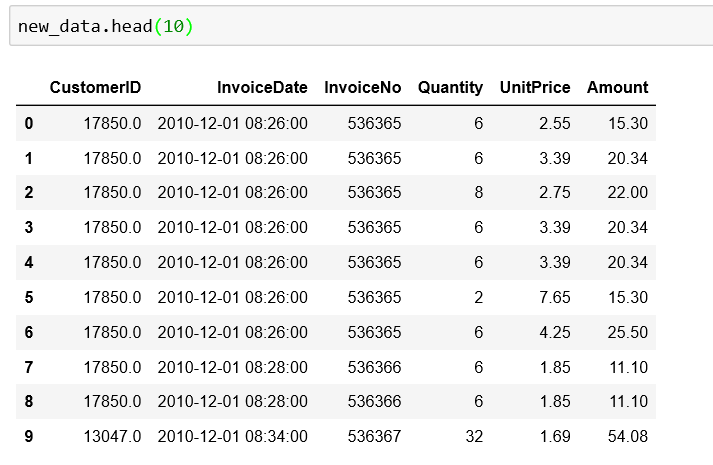 new_data.head(10)
CustomerID InvoiceDate InvoiceNo Quantity UnitPrice Amount
0 17850.0 2010-12-01 08:26:00 536365 6 2.55 15.30
1 17850.0 2010-12-01 08:26:00 536365 6 3.39 20.34
2 17850.0 2010-12-01 08:26:00 536365 8 2.75 22.00
3 17850.0 2010-12-01 08:26:00 536365 6 3.39 20.34
4 17850.0 2010-12-01 08:26:00 536365 6 3.39 20.34
5 17850.0 2010-12-01 08:26:00 536365 2 7.65 15.30
6 17850.0 2010-12-01 08:26:00 536365 6 4.25 25.50
7 17850.0 2010-12-01 08:28:00 536366 6 1.85 11.10
8 17850.0 2010-12-01 08:28:00 536366 6 1.85 11.10
9 13047.0 2010-12-01 08:34:00 536367 32 1.69 54.08